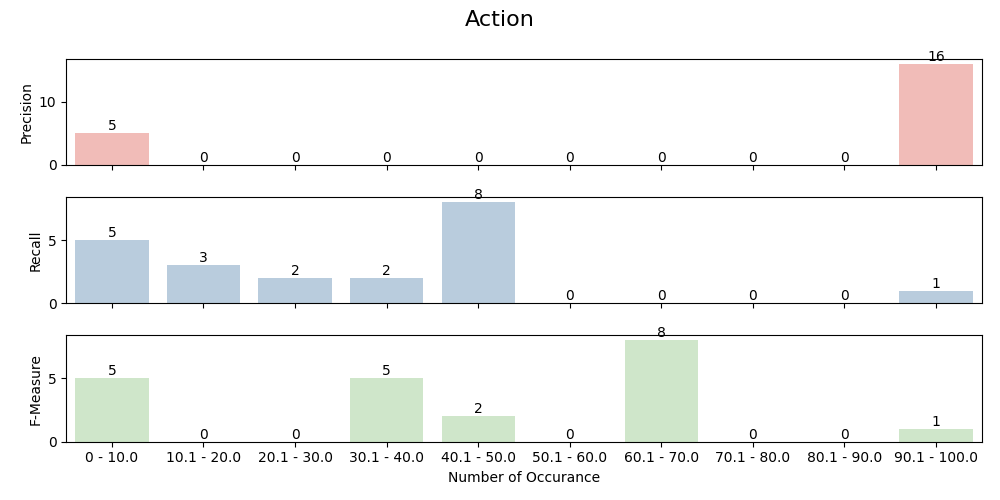 Action
Precision
10
0
5 0 0 0 0 0 0 0 0 16
Recall
5
0
5 3 2 2 8 0 0 0 0 1
F-Measure
5
0
5 0 0 5 2 0 8 0 0 1
0 - 10.0 10.1 - 20.0 20.1 - 30.0 30.1 - 40.0 40.1 - 50.0 50.1 - 60.0 60.1 - 70.0 70.1 - 80.0 80.1 - 90.0 90.1 - 100.0
Number of Occurance